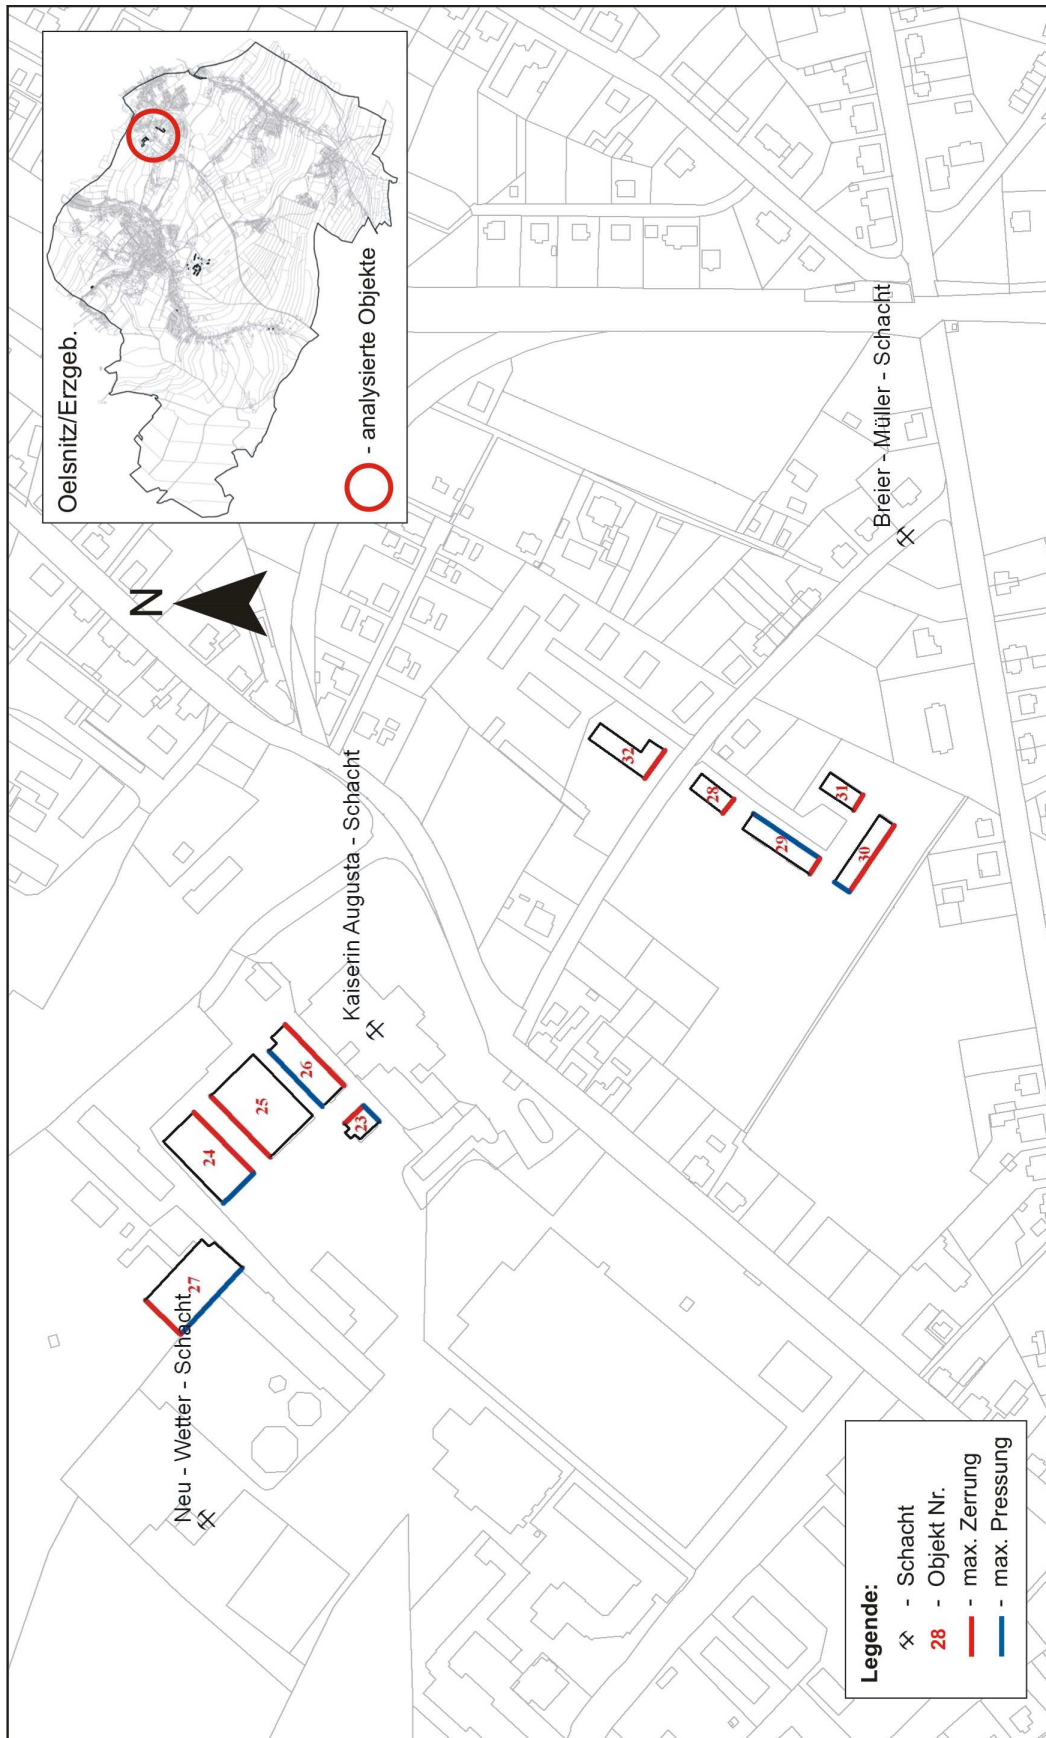 Oelsnitz/Erzgeb.
- analysierte Objekte
N
Neu - Wetter - Schacht
Kaiserin Augusta - Schacht
Breier - Müller - Schacht
27
24
25
26
23
32
28
29
31
30
Legende:
- Schacht
28 - Objekt Nr.
- max. Zerrung
- max. Pressung